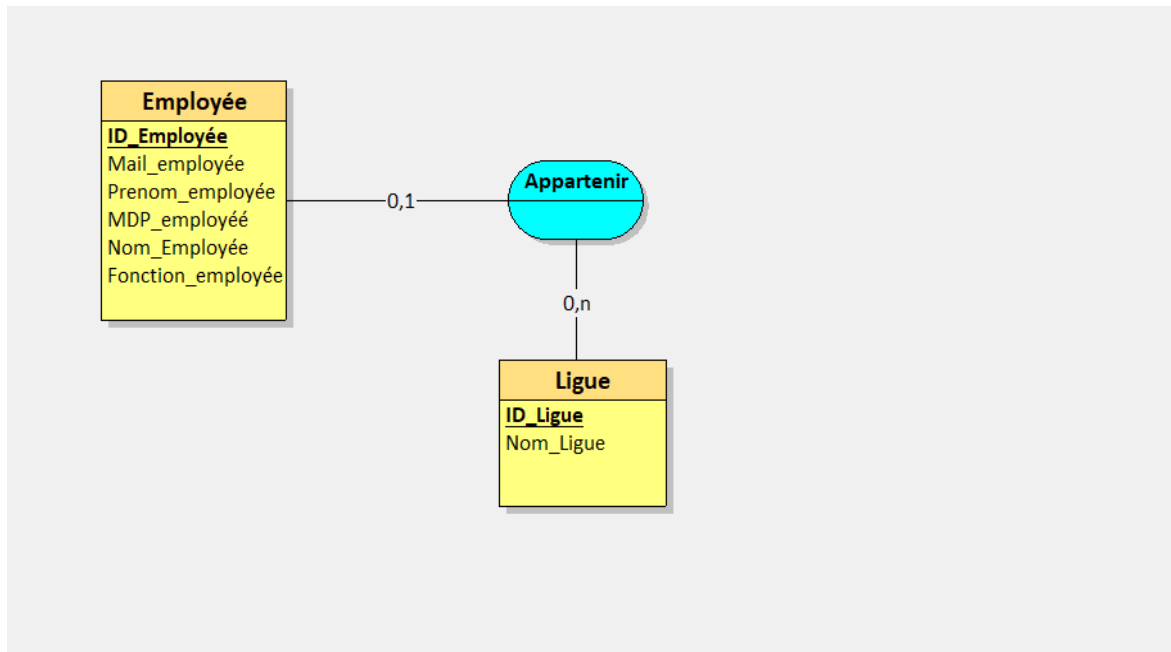 Employée
ID_Employée
Mail_employée
Prenom_employée
MDP_employéé
Nom_Employée
Fonction_employée
0,1
Appartenir
0,n
Ligue
ID_Ligue
Nom_Ligue